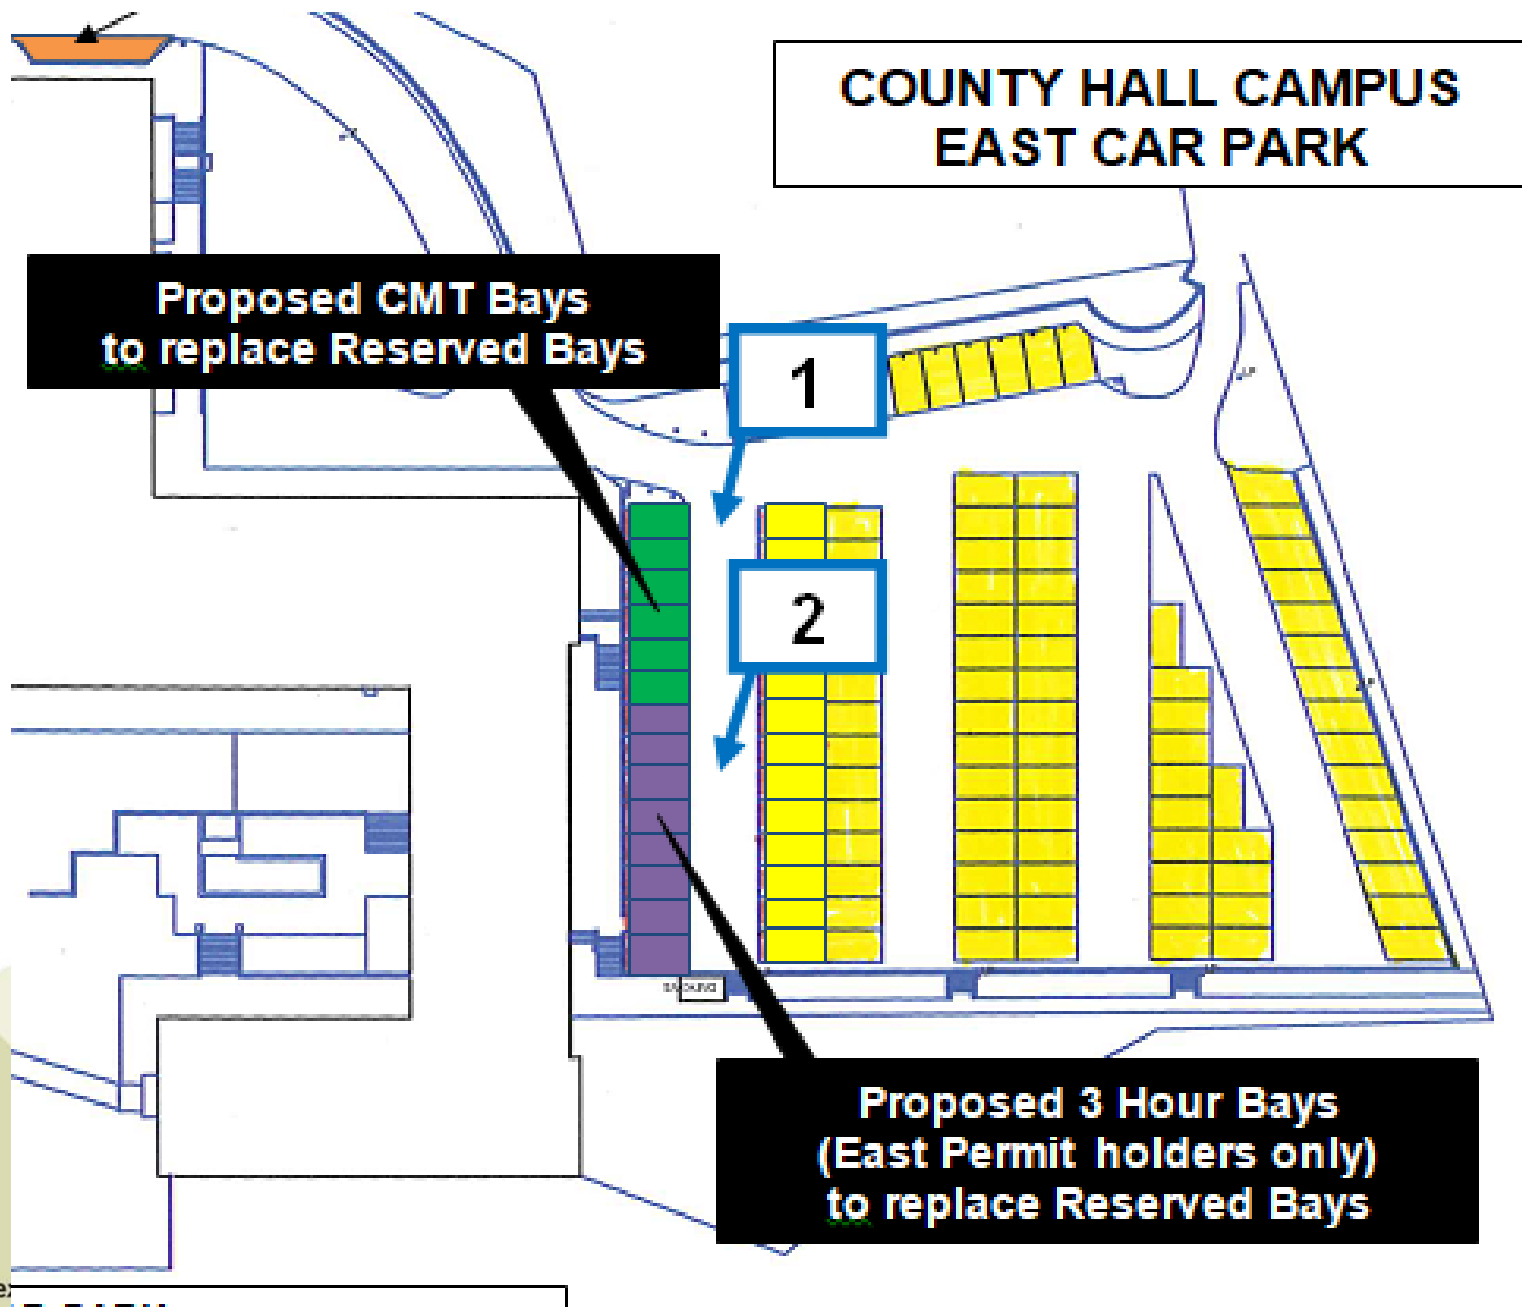 COUNTY HALL CAMPUS
EAST CAR PARK
Proposed CMT Bays
to replace Reserved Bays
1
2
Proposed 3 Hour Bays
(East Permit holders only)
to replace Reserved Bays